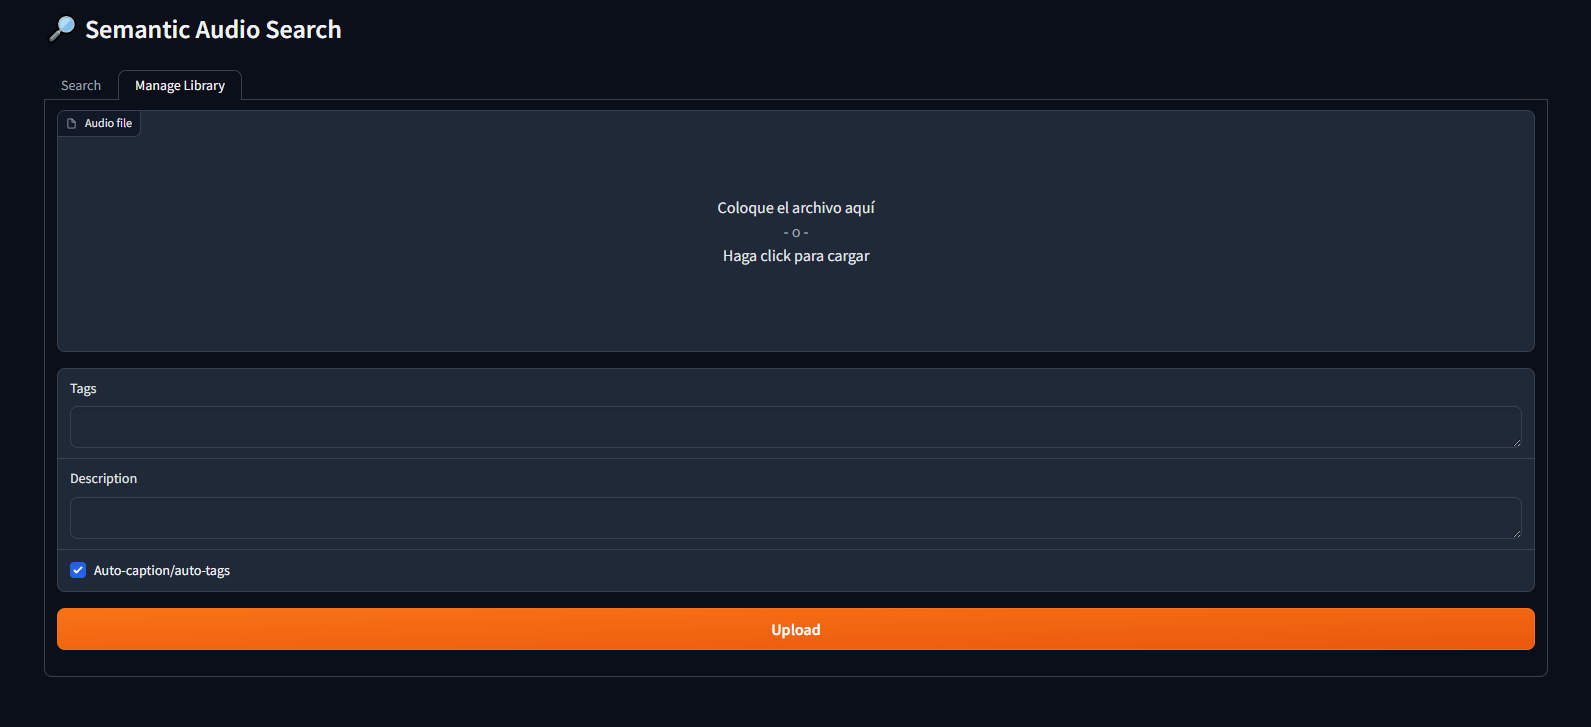 🔎 Semantic Audio Search
Search
Manage Library
Audio file
Coloque el archivo aquí
- o -
Haga click para cargar
Tags
Description
Auto-caption/auto-tags
Upload